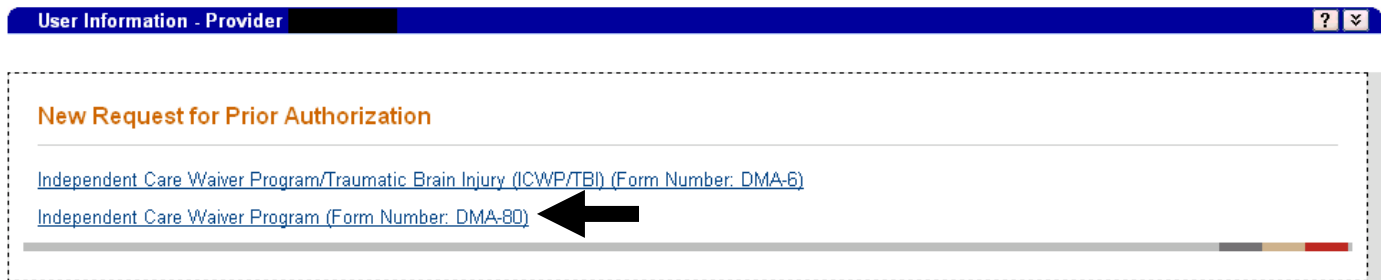 User Information - Provider
?
New Request for Prior Authorization
Independent Care Waiver Program/Traumatic Brain Injury (ICWP/TBI) (Form Number: DMA-6)
Independent Care Waiver Program (Form Number: DMA-80)